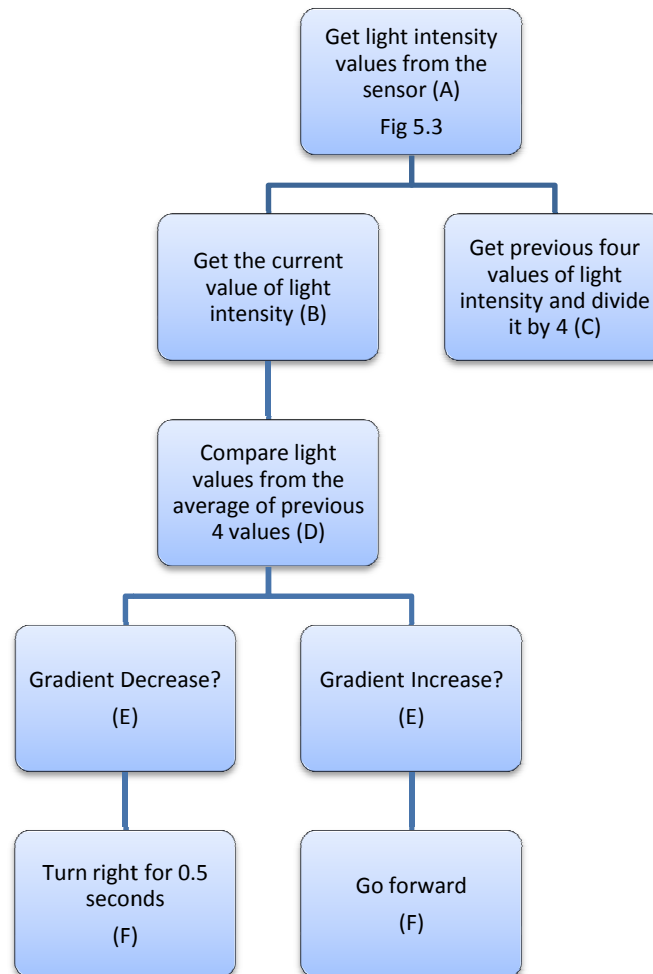 Get light intensity
values from the
sensor (A)
Fig 5.3
Get the current
value of light
intensity (B)
Get previous four
values of light
intensity and divide
it by 4 (C)
Compare light
values from the
average of previous
4 values (D)
Gradient Decrease?
(E)
Gradient Increase?
(E)
Turn right for 0.5
seconds
(F)
Go forward
(F)